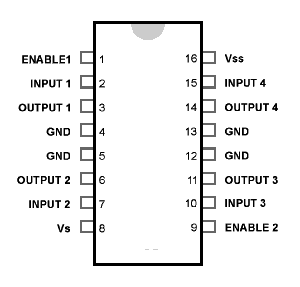 ENABLE1 1 16 Vss
INPUT 1 2 15 INPUT 4
OUTPUT 1 3 14 OUTPUT 4
GND 4 13 GND
GND 5 12 GND
OUTPUT 2 6 11 OUTPUT 3
INPUT 2 7 10 INPUT 3
Vs 8 9 ENABLE 2